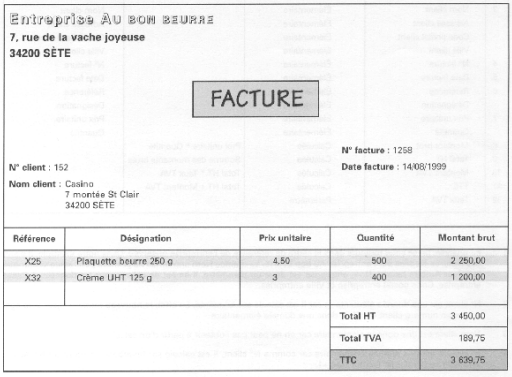 Entreprise AU BON BEURRE
7, rue de la vache joyeuse
34200 SÈTE
FACTURE
N° facture : 1258
N° client : 152
Date facture : 14/08/1999
Nom client : Casino
7 montée St Clair
34200 SÈTE
Référence Désignation Prix unitaire Quantité Montant brut
X25 Plaquette beurre 250 g 4,50 500 2 250,00
X32 Crème UHT 125 g 3 400 1 200,00
Total HT 3 450,00
Total TVA 189,75
TTC 3 639,75